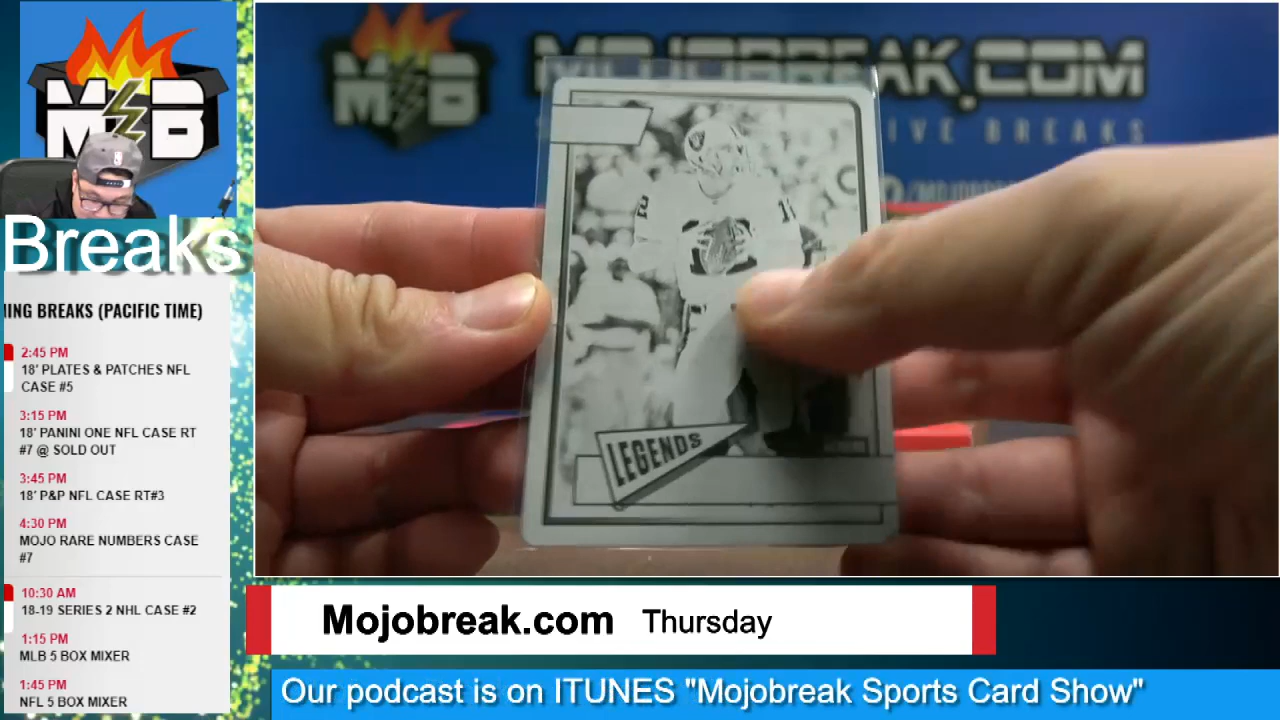 M B
Breaks
ING BREAKS (PACIFIC TIME)
2:45 PM
18' PLATES & PATCHES NFL
CASE #5
3:15 PM
18' PANINI ONE NFL CASE RT
#7 @ SOLD OUT
3:45 PM
18' P&P NFL CASE RT#3
4:30 PM
MOJO RARE NUMBERS CASE
#7
10:30 AM
18-19 SERIES 2 NHL CASE #2
1:15 PM
MLB 5 BOX MIXER
1:45 PM
NFL 5 BOX MIXER
M B
MOJOBREAK.COM
IVE BREAKS
LEGENDS
Mojobreak.com Thursday
Our podcast is on ITUNES "Mojobreak Sports Card Show"